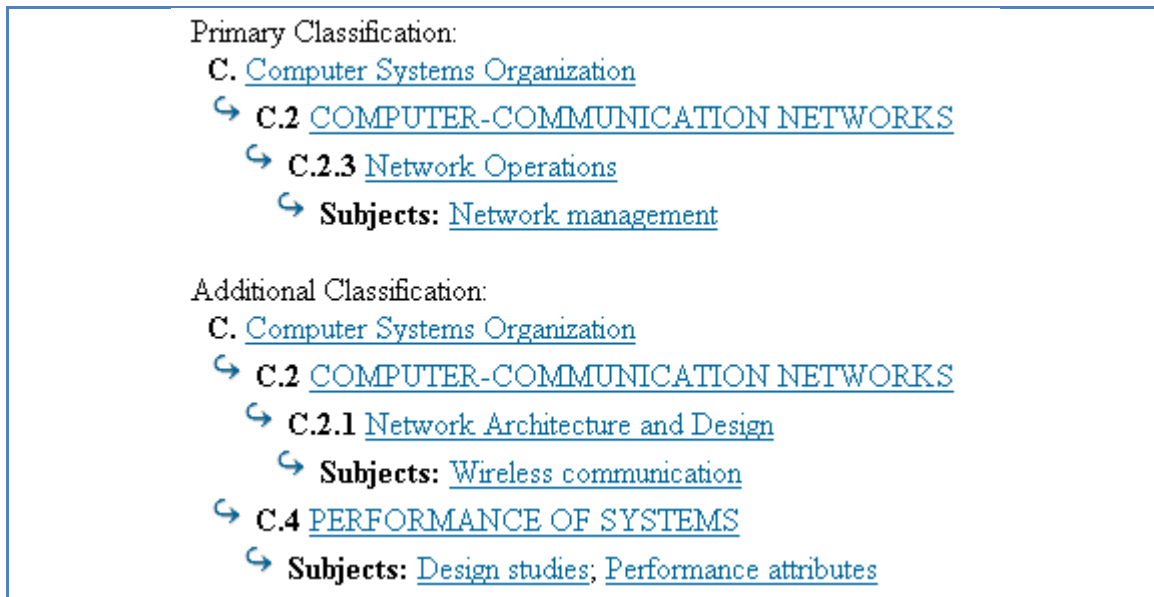 Primary Classification:
C. Computer Systems Organization
C.2 COMPUTER-COMMUNICATION NETWORKS
C.2.3 Network Operations
Subjects: Network management
Additional Classification:
C. Computer Systems Organization
C.2 COMPUTER-COMMUNICATION NETWORKS
C.2.1 Network Architecture and Design
Subjects: Wireless communication
C.4 PERFORMANCE OF SYSTEMS
Subjects: Design studies; Performance attributes